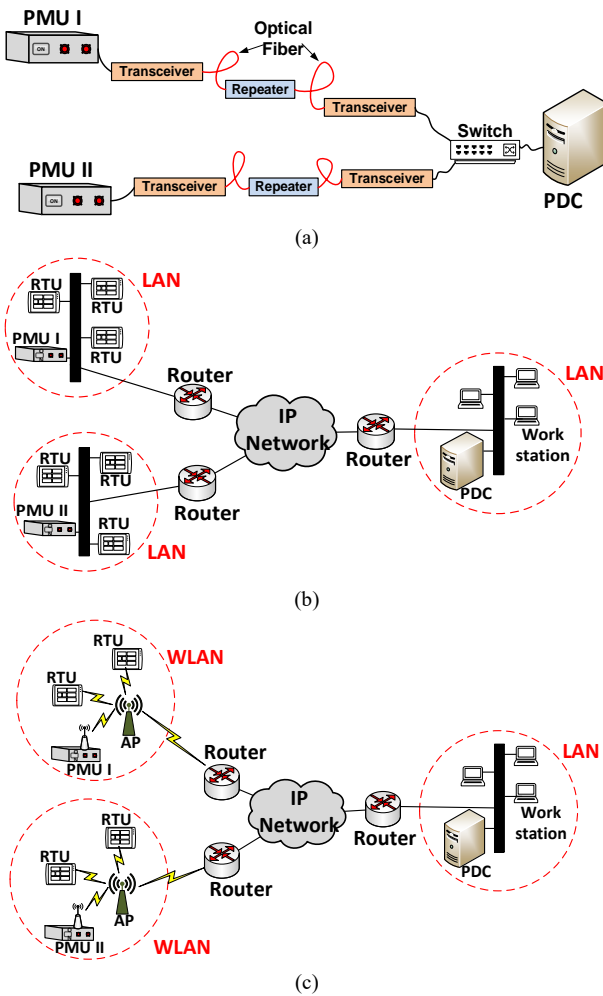 PMU I
ON
Optical
Fiber
Transceiver
Repeater
Transceiver
Switch
PMU II
ON
Transceiver
Repeater
Transceiver
PDC
(a)
LAN
RTU
RTU
PMU I
RTU
Router
LAN
IP
Network
Router
Work
station
PDC
RTU
RTU
PMU II
RTU
Router
LAN
(b)
WLAN
RTU
RTU
AP
PMU I
Router
LAN
IP
Network
Router
Work
station
PDC
RTU
RTU
AP
PMU II
Router
WLAN
(c)